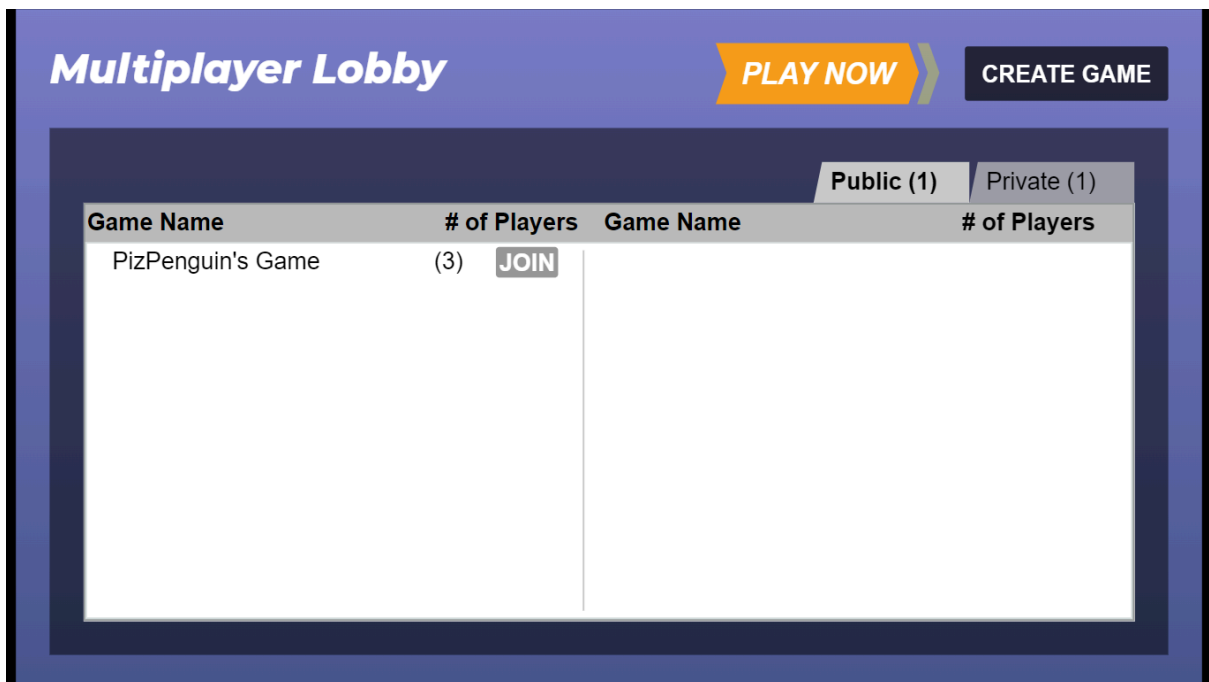 Multiplayer Lobby
PLAY NOW
CREATE GAME
Public (1)
Private (1)
Game Name # of Players Game Name # of Players
PizPenguin's Game (3) JOIN